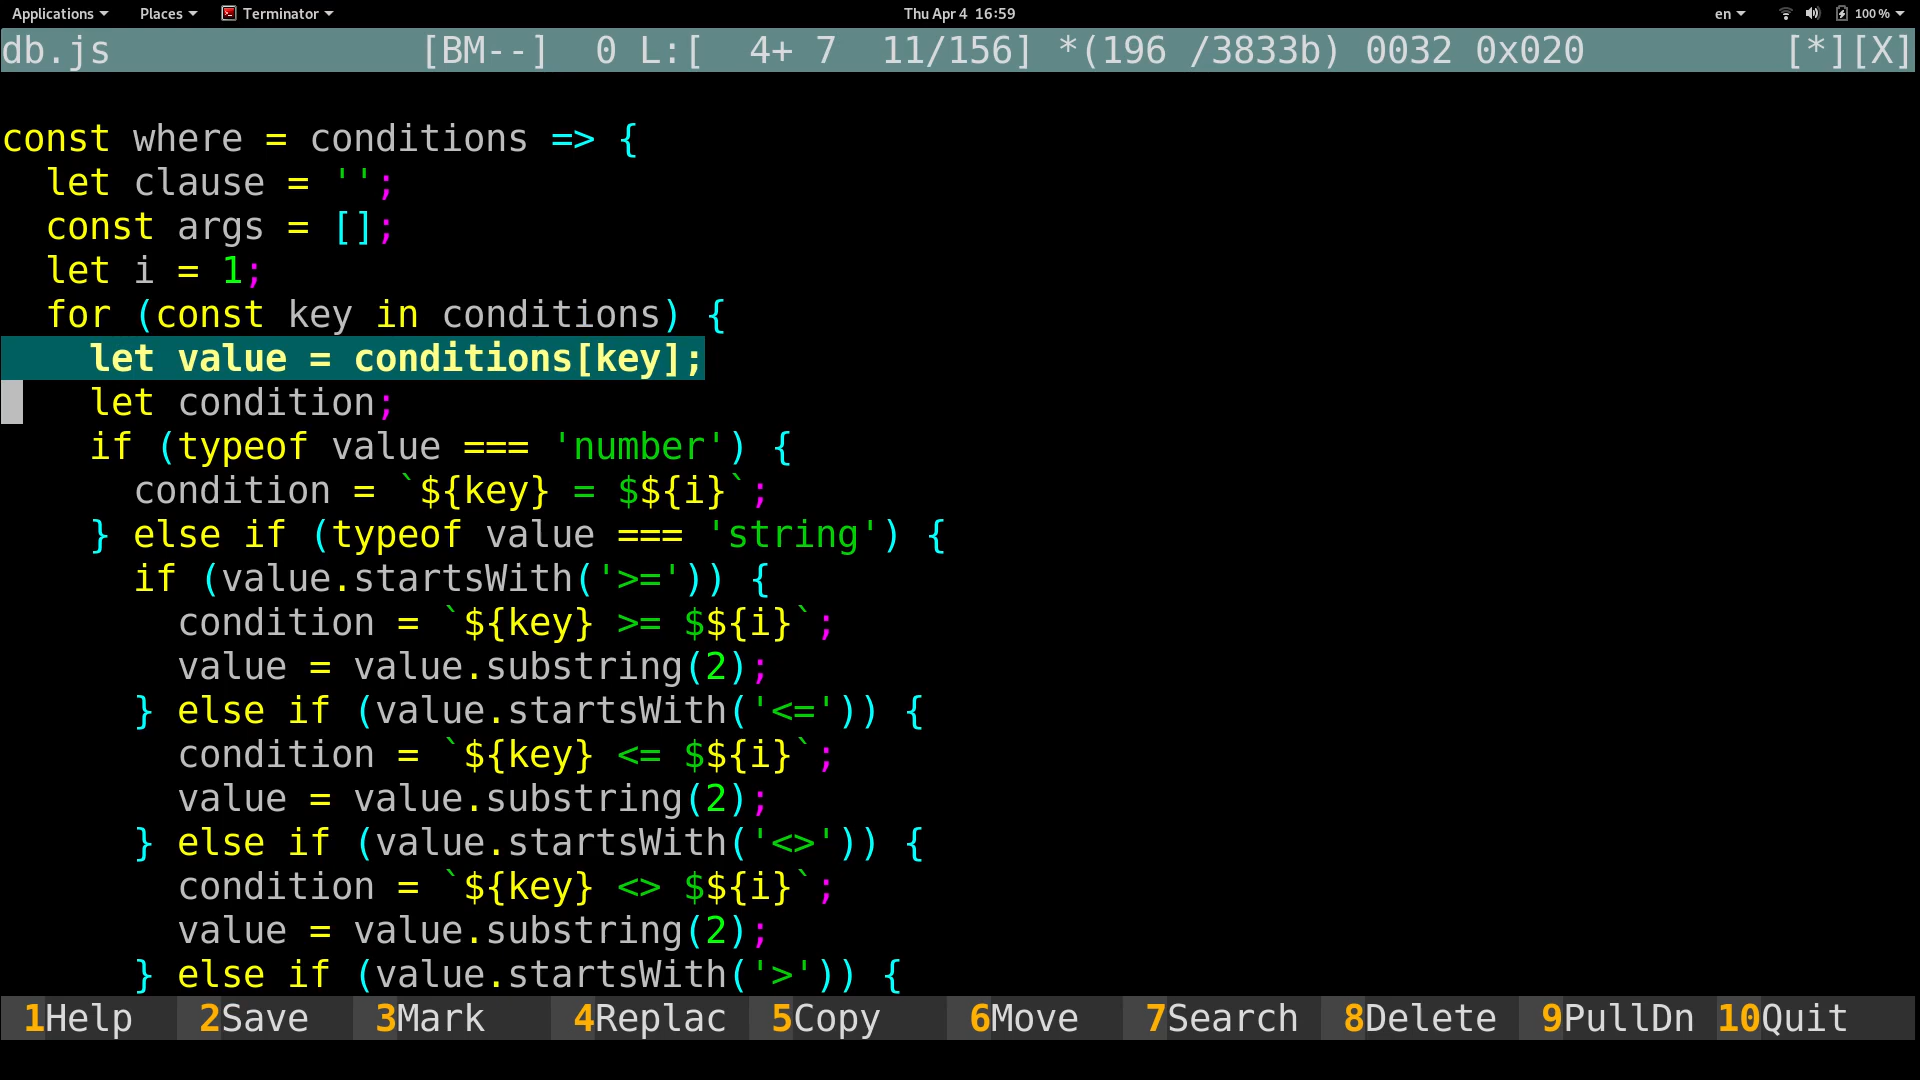 Applications Places Terminator Thu Apr 4 16:59 en 100 %
db.js [BM--] 0 L:[ 4+ 7 11/156] *(196 /3833b) 0032 0x020 [*][X]
const where = conditions => {
  let clause = '';
  const args = [];
  let i = 1;
  for (const key in conditions) {
    let value = conditions[key];
    let condition;
    if (typeof value === 'number') {
      condition = `${key} = $${i}`;
    } else if (typeof value === 'string') {
      if (value.startsWith('>=')) {
        condition = `${key} >= $${i}`;
        value = value.substring(2);
      } else if (value.startsWith('<=')) {
        condition = `${key} <= $${i}`;
        value = value.substring(2);
      } else if (value.startsWith('<>')) {
        condition = `${key} <> $${i}`;
        value = value.substring(2);
      } else if (value.startsWith('>')) {
1Help 2Save 3Mark 4Replac 5Copy 6Move 7Search 8Delete 9PullDn 10Quit